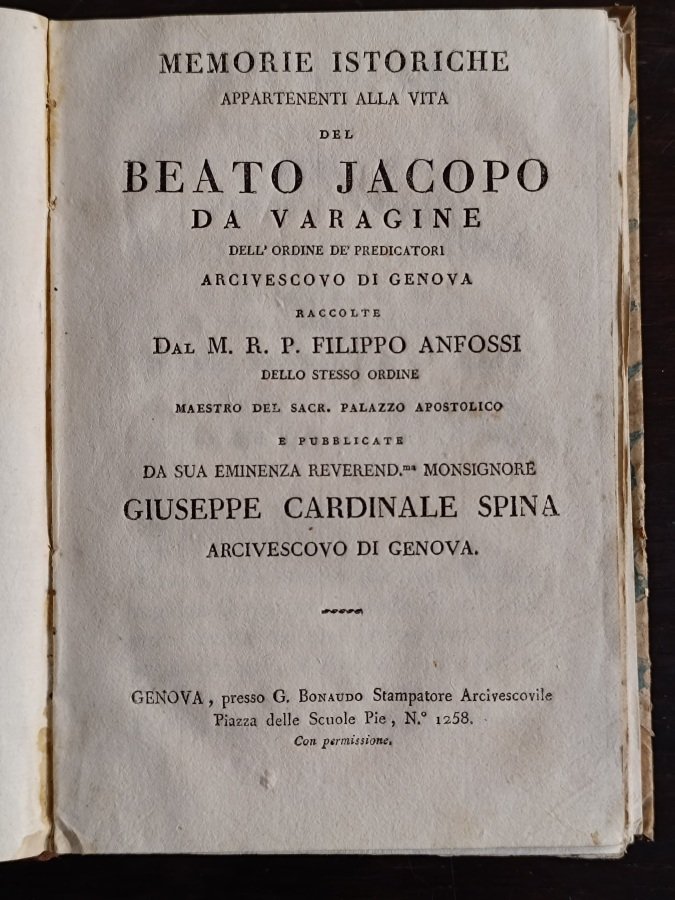 MEMORIE ISTORICHE
APPARTENENTI ALLA VITA
DEL
BEATO JACOPO
DA VARAGINE
DELL' ORDINE DE' PREDICATORI
ARCIVESCOVO DI GENOVA
RACCOLTE
DAL M. R. P. FILIPPO ANFOSSI
DELLO STESSO ORDINE
MAESTRO DEL SACR. PALAZZO APOSTOLICO
E PUBBLICATE
DA SUA EMINENZA REVEREND.ma MONSIGNORE
GIUSEPPE CARDINALE SPINA
ARCIVESCOVO DI GENOVA.
GENOVA, presso G. BONAUDO Stampatore Arcivescovile
Piazza delle Scuole Pie, N.° 1258.
Con permissione.